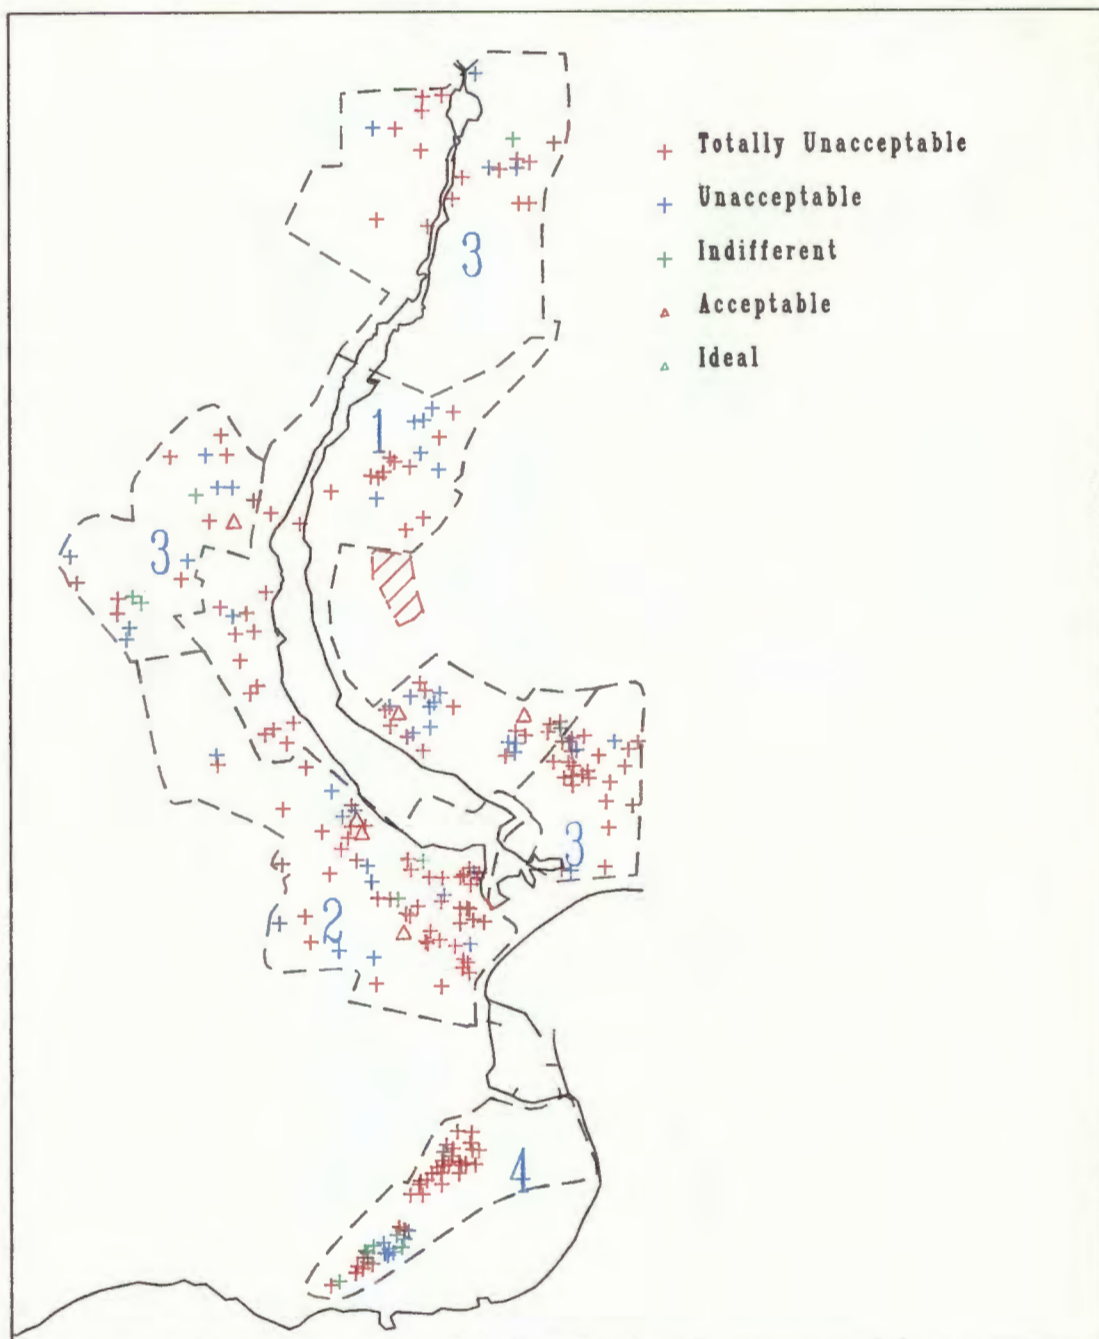 Totally Unacceptable
Unacceptable
Indifferent
Acceptable
Ideal
3
1
3
3
2
4